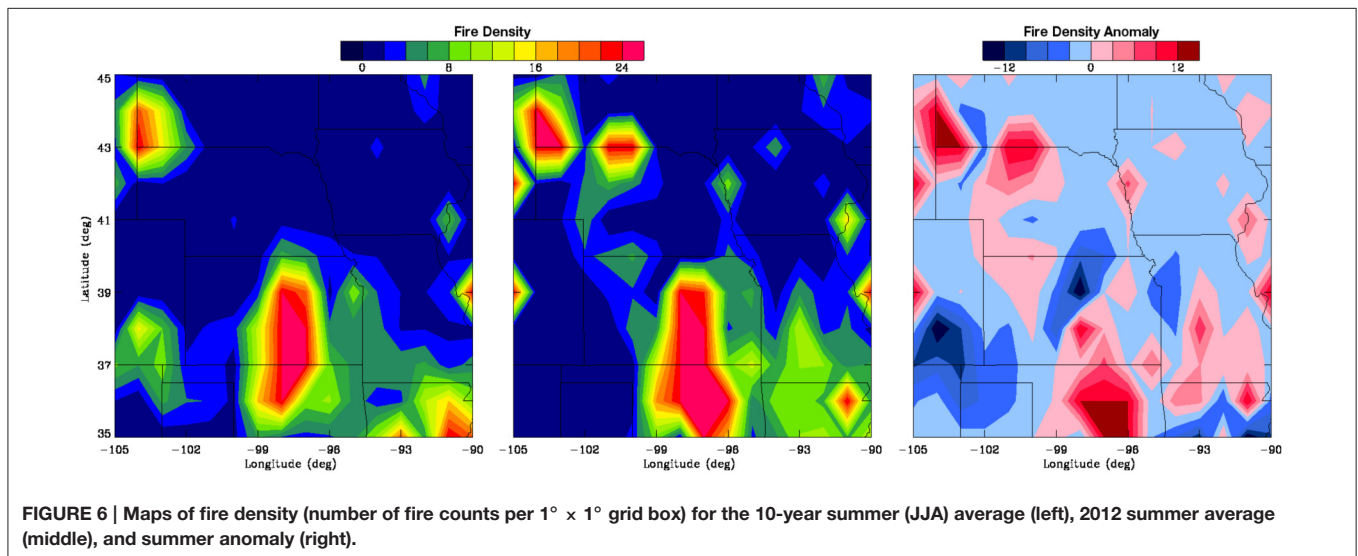 Fire Density
0 8 16 24
Fire Density Anomaly
-12 0 12
45
43
41
39
37
35
Latitude (deg)
-105 -102 -99 -96 -93 -90
Longitude (deg)
-105 -102 -99 -96 -93 -90
Longitude (deg)
-105 -102 -99 -96 -93 -90
Longitude (deg)
FIGURE 6 | Maps of fire density (number of fire counts per 1° × 1° grid box) for the 10-year summer (JJA) average (left), 2012 summer average
(middle), and summer anomaly (right).